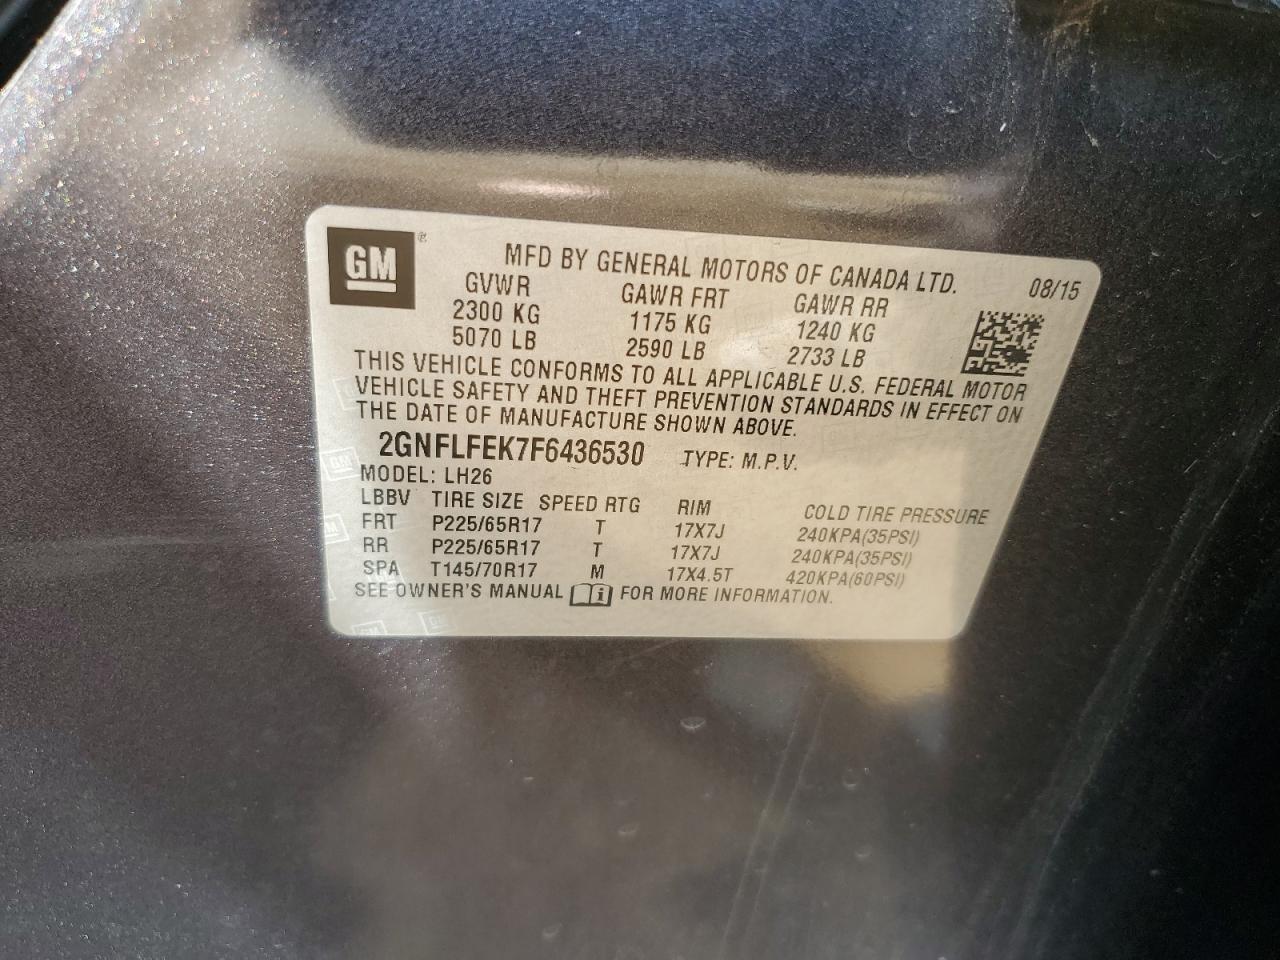 GM ®
MFD BY GENERAL MOTORS OF CANADA LTD. 08/15
GVWR GAWR FRT GAWR RR
2300 KG 1175 KG 1240 KG
5070 LB 2590 LB 2733 LB
THIS VEHICLE CONFORMS TO ALL APPLICABLE U.S. FEDERAL MOTOR
VEHICLE SAFETY AND THEFT PREVENTION STANDARDS IN EFFECT ON
THE DATE OF MANUFACTURE SHOWN ABOVE.
2GNFLFEK7F6436530 TYPE: M.P.V.
MODEL: LH26
LBBV TIRE SIZE SPEED RTG RIM COLD TIRE PRESSURE
FRT P225/65R17 T 17X7J 240KPA(35PSI)
RR P225/65R17 T 17X7J 240KPA(35PSI)
SPA T145/70R17 M 17X4.5T 420KPA(60PSI)
SEE OWNER'S MANUAL i FOR MORE INFORMATION.